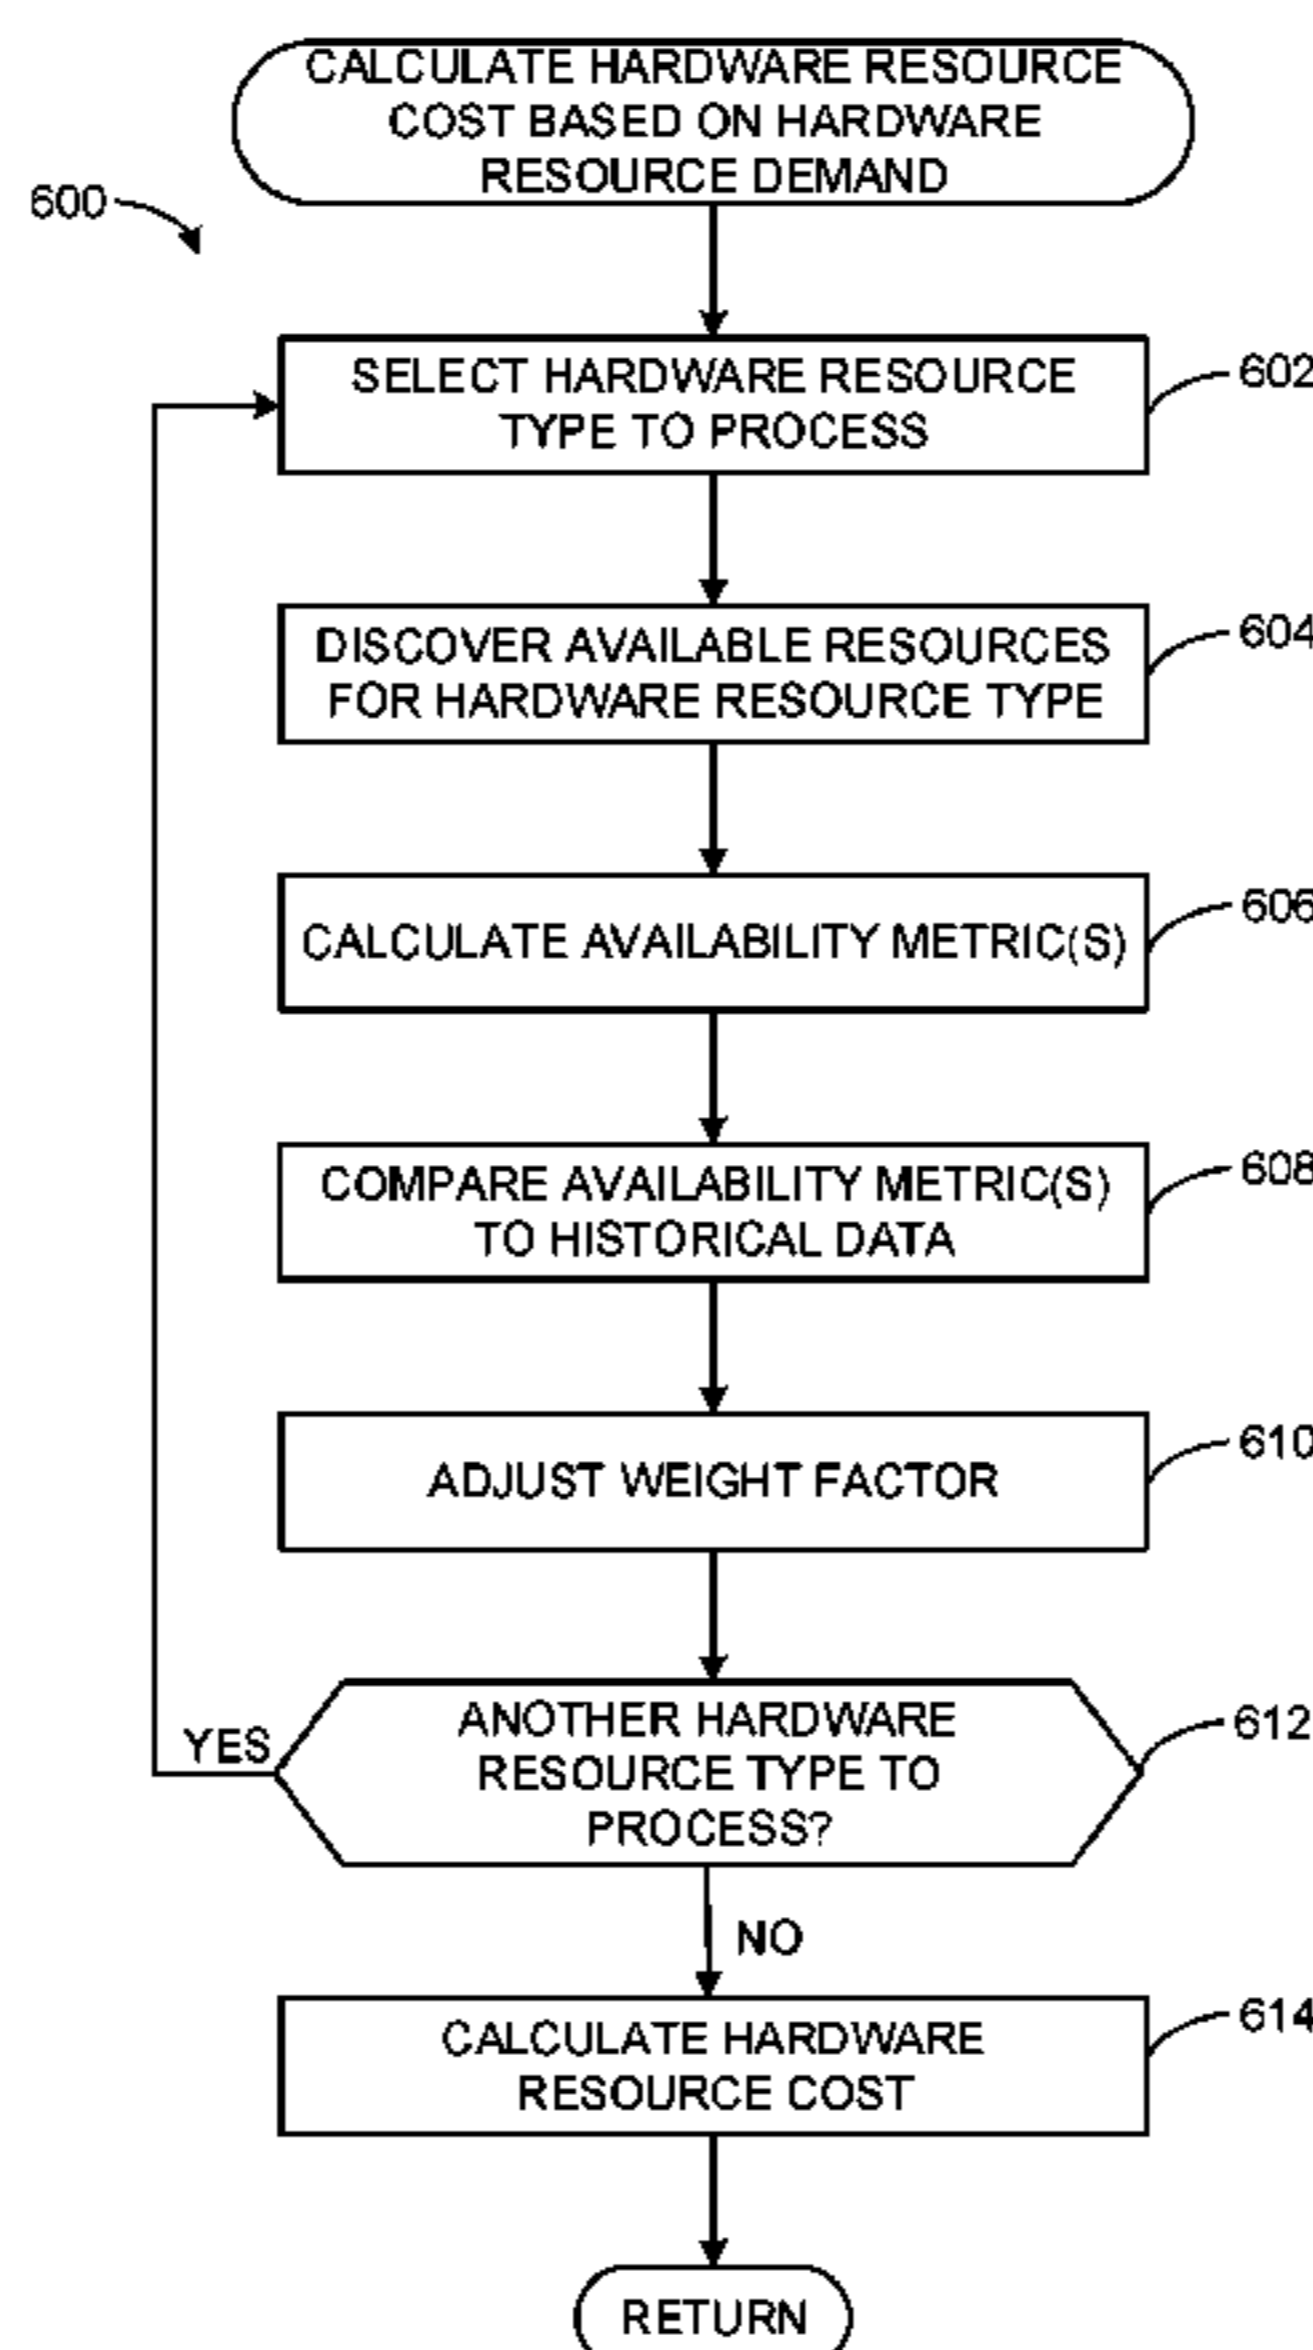 CALCULATE HARDWARE RESOURCE
COST BASED ON HARDWARE
RESOURCE DEMAND
600
SELECT HARDWARE RESOURCE
TYPE TO PROCESS
602
DISCOVER AVAILABLE RESOURCES
FOR HARDWARE RESOURCE TYPE
604
CALCULATE AVAILABILITY METRIC(S)
606
COMPARE AVAILABILITY METRIC(S)
TO HISTORICAL DATA
608
ADJUST WEIGHT FACTOR
610
ANOTHER HARDWARE
RESOURCE TYPE TO
PROCESS?
612
YES
NO
CALCULATE HARDWARE
RESOURCE COST
614
RETURN